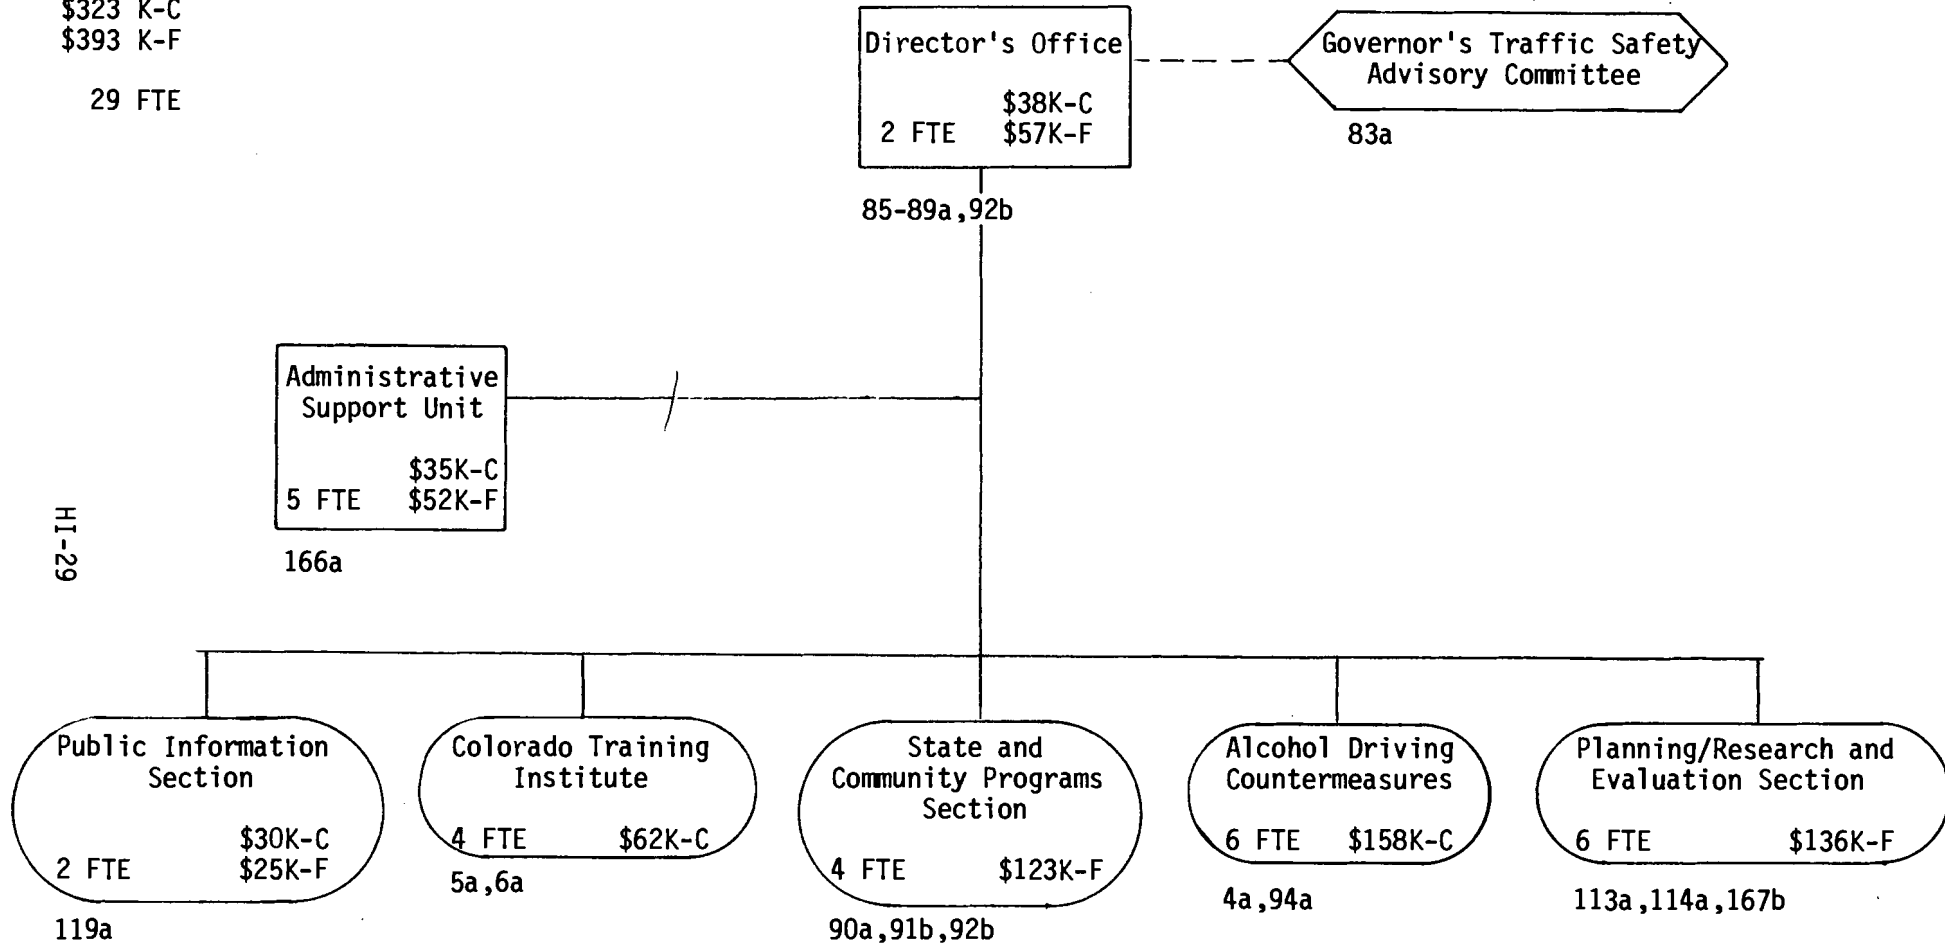 $323 K-C
$393 K-F
29 FTE
Director's Office
$38K-C
2 FTE $57K-F
85-89a,92b
Governor's Traffic Safety
Advisory Committee
83a
Administrative
Support Unit
$35K-C
5 FTE $52K-F
166a
HI-29
Public Information
Section
$30K-C
2 FTE $25K-F
119a
Colorado Training
Institute
4 FTE $62K-C
5a,6a
State and
Community Programs
Section
4 FTE $123K-F
90a,91b,92b
Alcohol Driving
Countermeasures
6 FTE $158K-C
4a,94a
Planning/Research and
Evaluation Section
6 FTE $136K-F
113a,114a,167b